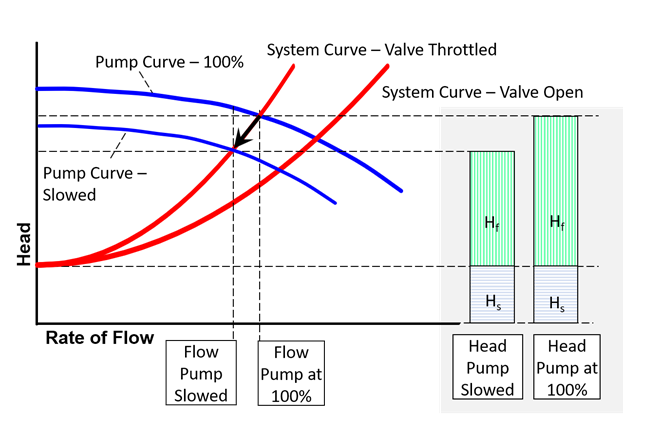 System Curve – Valve Throttled
Pump Curve – 100%
System Curve – Valve Open
Pump Curve –
Slowed
Head
Hf
Hf
Hs
Hs
Rate of Flow
Flow
Pump
Slowed
Flow
Pump at
100%
Head
Pump
Slowed
Head
Pump at
100%